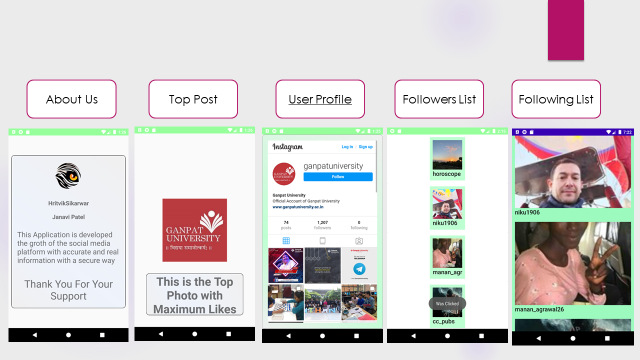 About Us
Top Post
User Profile
Followers List
Following List
HritvikSikarwar
Janavi Patel
This Application is developed
the groth of the social media
platform with accurate and real
information with a secure way
Thank You For Your
Support
GANPAT
UNIVERSITY
This is the Top
Photo with
Maximum Likes
Instagram
Log In
Sign up
ganpatuniversity
Follow
Ganpat University
Official Account of Ganpat University
www.ganpatuniversity.ac.in
74
1,207
0
posts
followers
following
horoscope
niku1906
manan_agr
Was Clicked
cc_pubs
7:22
niku1906
manan_agrawal26